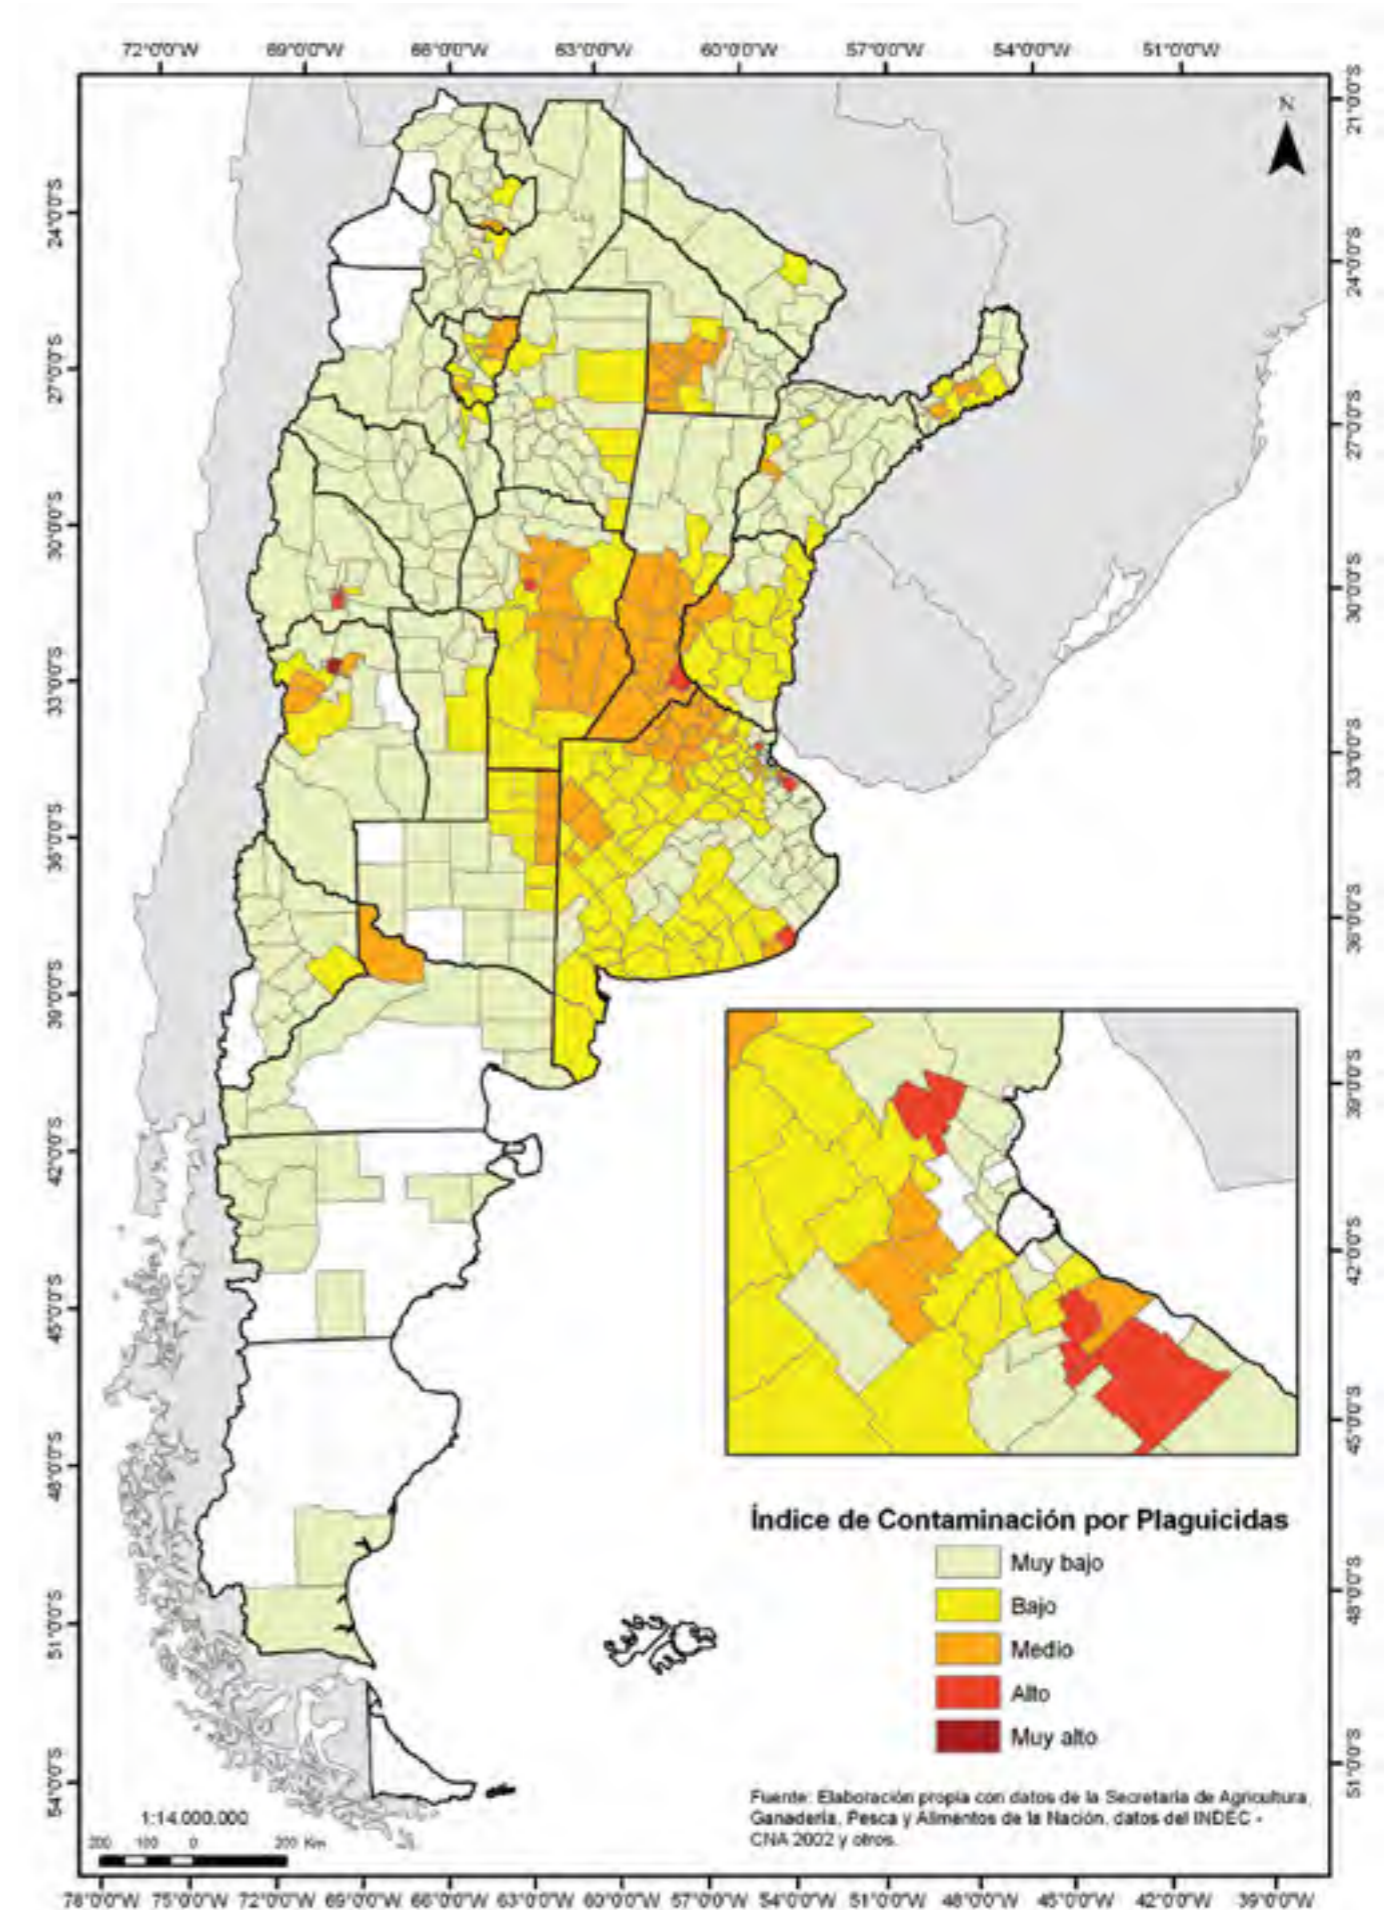 72°0'0"W 69°0'0"W 66°0'0"W 63°0'0"W 60°0'0"W 57°0'0"W 54°0'0"W 51°0'0"W
N
24°0'0"S
27°0'0"S
30°0'0"S
33°0'0"S
36°0'0"S
39°0'0"S
42°0'0"S
45°0'0"S
48°0'0"S
51°0'0"S
54°0'0"S
21°0'0"S
24°0'0"S
27°0'0"S
30°0'0"S
33°0'0"S
36°0'0"S
39°0'0"S
42°0'0"S
45°0'0"S
48°0'0"S
51°0'0"S
Índice de Contaminación por Plaguicidas
Muy bajo
Bajo
Medio
Alto
Muy alto
Fuente: Elaboración propia con datos de la Secretaría de Agricultura,
Ganadería, Pesca y Alimentos de la Nación, datos del INDEC -
CNA 2002 y otros.
1:14.000.000
200 100 0 200 Km
78°0'0"W 75°0'0"W 72°0'0"W 69°0'0"W 66°0'0"W 63°0'0"W 60°0'0"W 57°0'0"W 54°0'0"W 51°0'0"W 48°0'0"W 45°0'0"W 42°0'0"W 39°0'0"W